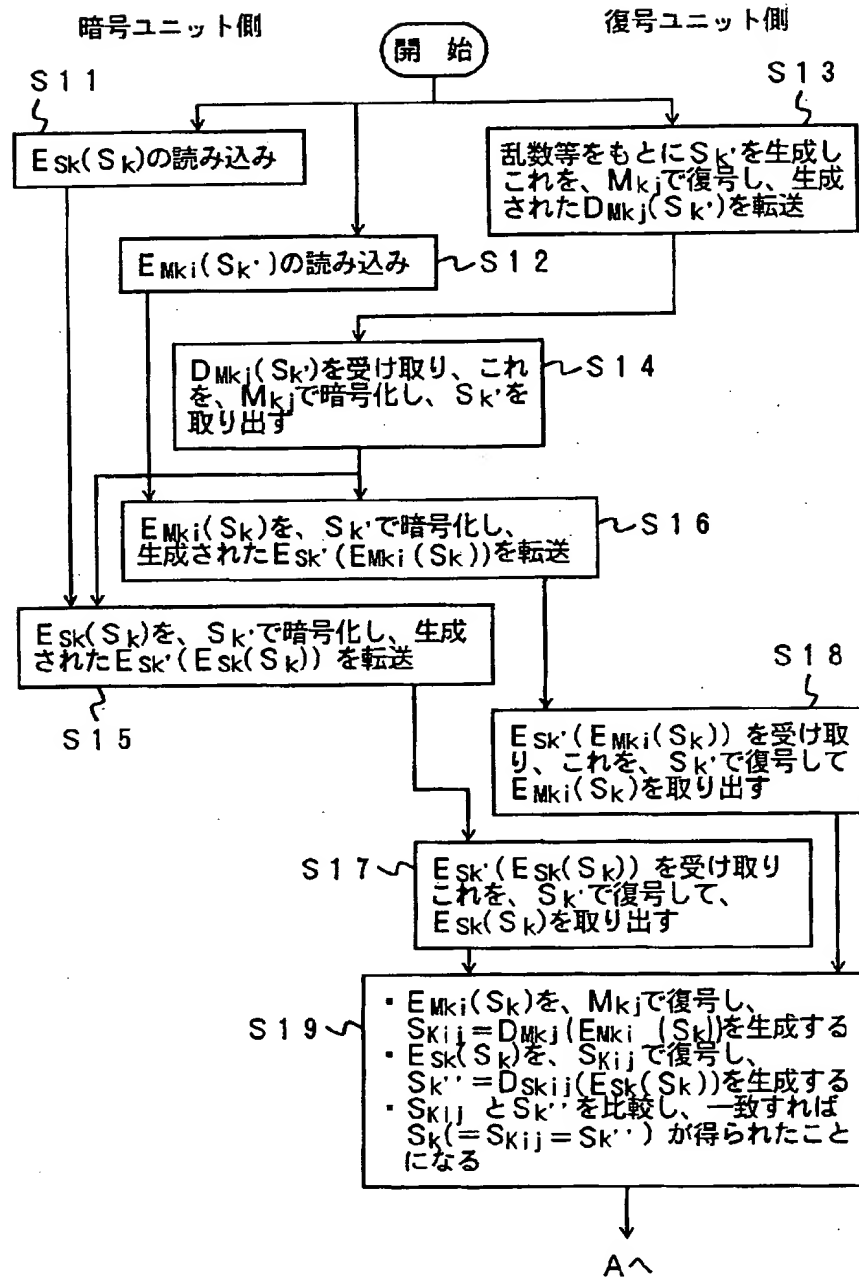 暗号ユニット側
復号ユニット側
開 始
S11
S13
E Sk(Sk)の読み込み
乱数等をもとにSk'を生成し
これを、Mkjで復号し、生成
されたDMkj(Sk')を転送
EMki(Sk')の読み込み
S12
DMkj(Sk')を受け取り、これ
を、Mkjで暗号化し、Sk'を
取り出す
S14
EMki(Sk)を、Sk'で暗号化し、
生成されたESk'(EMki(Sk))を転送
S16
ESk(Sk)を、Sk'で暗号化し、生成
されたESk'(ESk(Sk))を転送
S15
S18
ESk'(EMki(Sk))を受け取
り、これを、Sk'で復号して
EMki(Sk)を取り出す
S17
ESk'(ESk(Sk))を受け取り
これを、Sk'で復号して、
ESk(Sk)を取り出す
S19
・EMki(Sk)を、Mkjで復号し、
SKij=DMkj(EMki(Sk))を生成する
・ESk(Sk)を、SKijで復号し、
Sk''=DSkij(ESk(Sk))を生成する
・SKijとSk''を比較し、一致すれば
Sk(=SKij=Sk'')が得られたこと
になる
Aへ